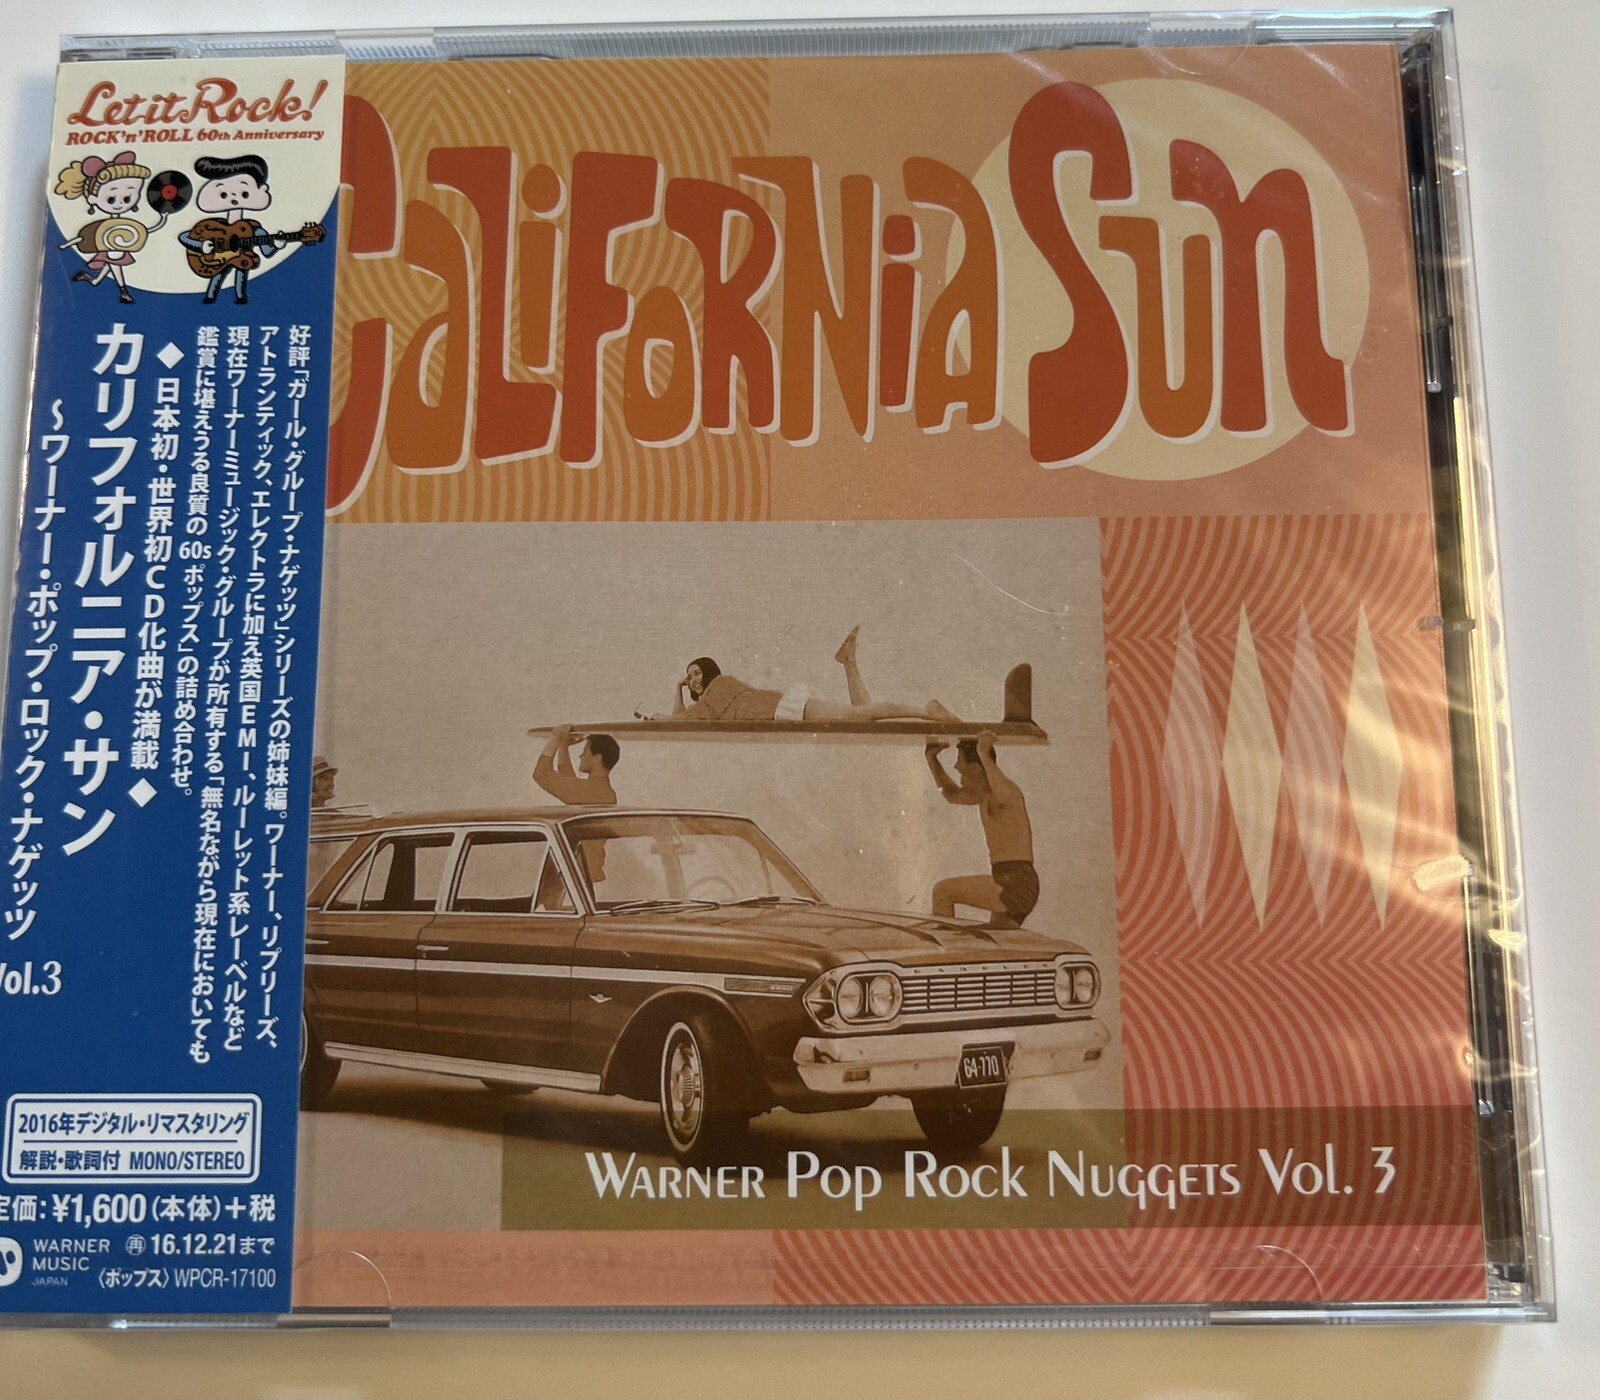 Let it Rock!
ROCK'n'ROLL 60th Anniversary
好評「ガール・グループ・ナゲッツ」シリーズの姉妹編。ワーナー、リプリーズ、
アトランティック、エレクトラに加え英国EMI、ルーレット系レーベルなど
現在ワーナーミュージック・グループが所有する「無名ながら現在においても
鑑賞に堪えうる良質の60sポップス」の詰め合わせ。
◆日本初・世界初CD化曲が満載◆
カリフォルニア・サン
〜ワーナー・ポップ・ロック・ナゲッツ Vol.3
2016年デジタル・リマスタリング
解説・歌詞付 MONO/STEREO
定価:¥1,600(本体)+税
WARNER MUSIC JAPAN
再 16.12.21まで
〈ポップス〉WPCR-17100
California Sun
RAMBLER
64-770
Warner Pop Rock Nuggets Vol. 3